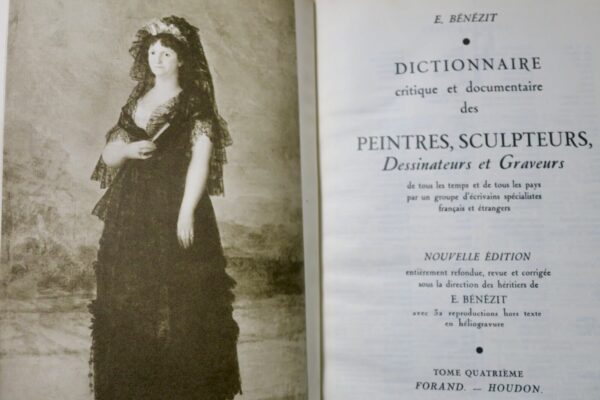 E. BÉNÉZIT
DICTIONNAIRE
critique et documentaire
des
PEINTRES, SCULPTEURS,
Dessinateurs et Graveurs
de tous les temps et de tous les pays
par un groupe d'écrivains spécialistes
français et étrangers
NOUVELLE ÉDITION
entièrement refondue, revue et corrigée
sous la direction des héritiers de
E. BÉNÉZIT
avec 32 reproductions hors texte
en héliogravure
TOME QUATRIÈME
FORAND. — HOUDON.